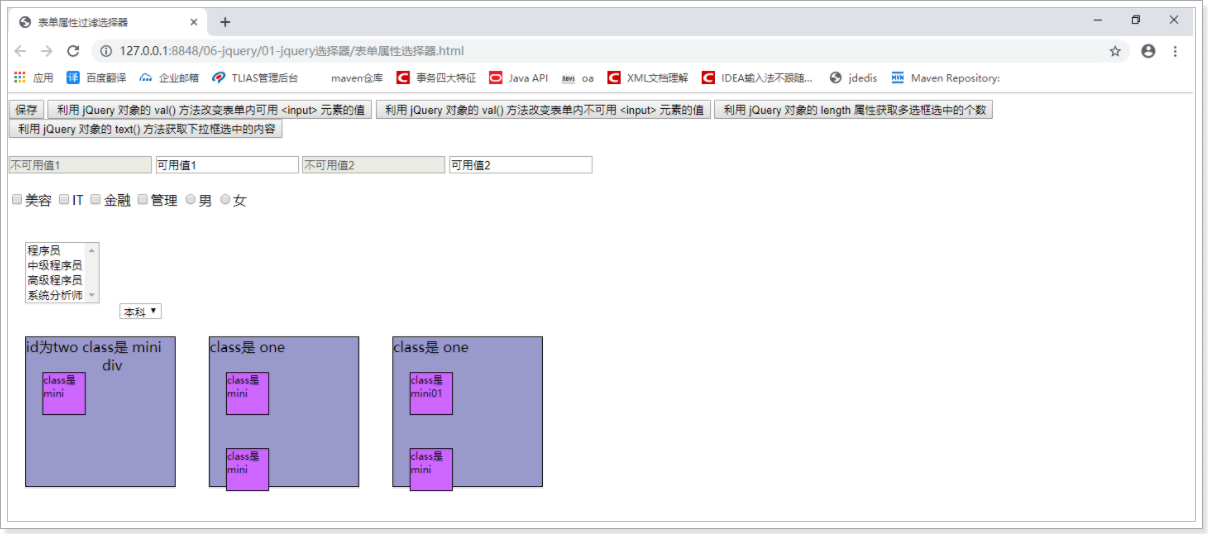 表单属性过滤选择器
127.0.0.1:8848/06-jquery/01-jquery选择器/表单属性选择器.html
应用 百度翻译 企业邮箱 TLIAS管理后台 maven仓库 事务四大特征 Java API oa XML文档理解 IDEA输入法不跟随... jdedis Maven Repository:
保存 利用 jQuery 对象的 val() 方法改变表单内可用 <input> 元素的值 利用 jQuery 对象的 val() 方法改变表单内不可用 <input> 元素的值 利用 jQuery 对象的 length 属性获取多选框选中的个数
利用 jQuery 对象的 text() 方法获取下拉框选中的内容
不可用值1 可用值1 不可用值2 可用值2
美容 IT 金融 管理 男 女
程序员
中级程序员
高级程序员
系统分析师
本科
id为two class是 mini
div
class是
mini
class是 one
class是
mini
class是
mini
class是 one
class是
mini01
class是
mini